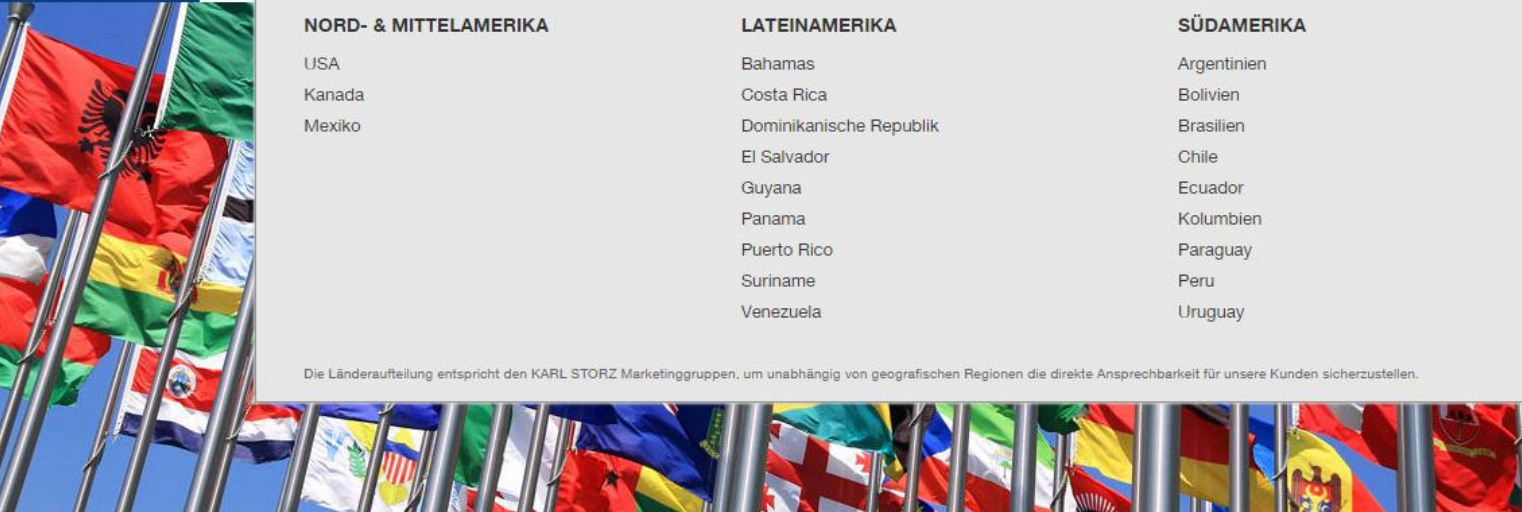 NORD- & MITTELAMERIKA
USA
Kanada
Mexiko
LATEINAMERIKA
Bahamas
Costa Rica
Dominikanische Republik
El Salvador
Guyana
Panama
Puerto Rico
Suriname
Venezuela
SÜDAMERIKA
Argentinien
Bolivien
Brasilien
Chile
Ecuador
Kolumbien
Paraguay
Peru
Uruguay
Die Länderaufteilung entspricht den KARL STORZ Marketinggruppen, um unabhängig von geografischen Regionen die direkte Ansprechbarkeit für unsere Kunden sicherzustellen.